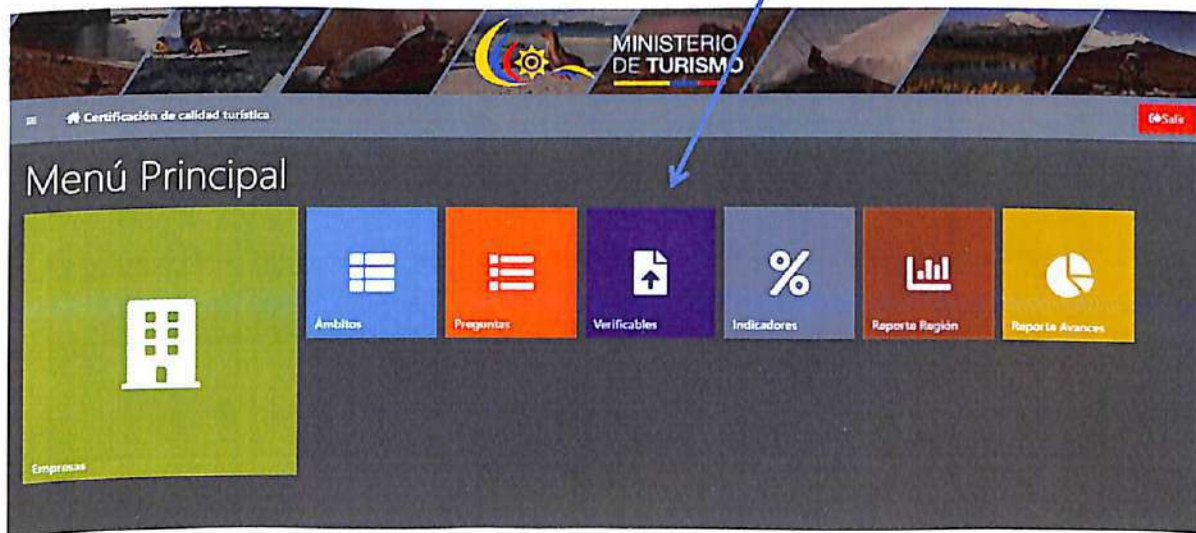 MINISTERIO
DE TURISMO
Certificación de calidad turística
Salir
Menú Principal
Empresas
Ámbitos
Preguntas
Verificables
Indicadores
Reporte Región
Reporte Avances